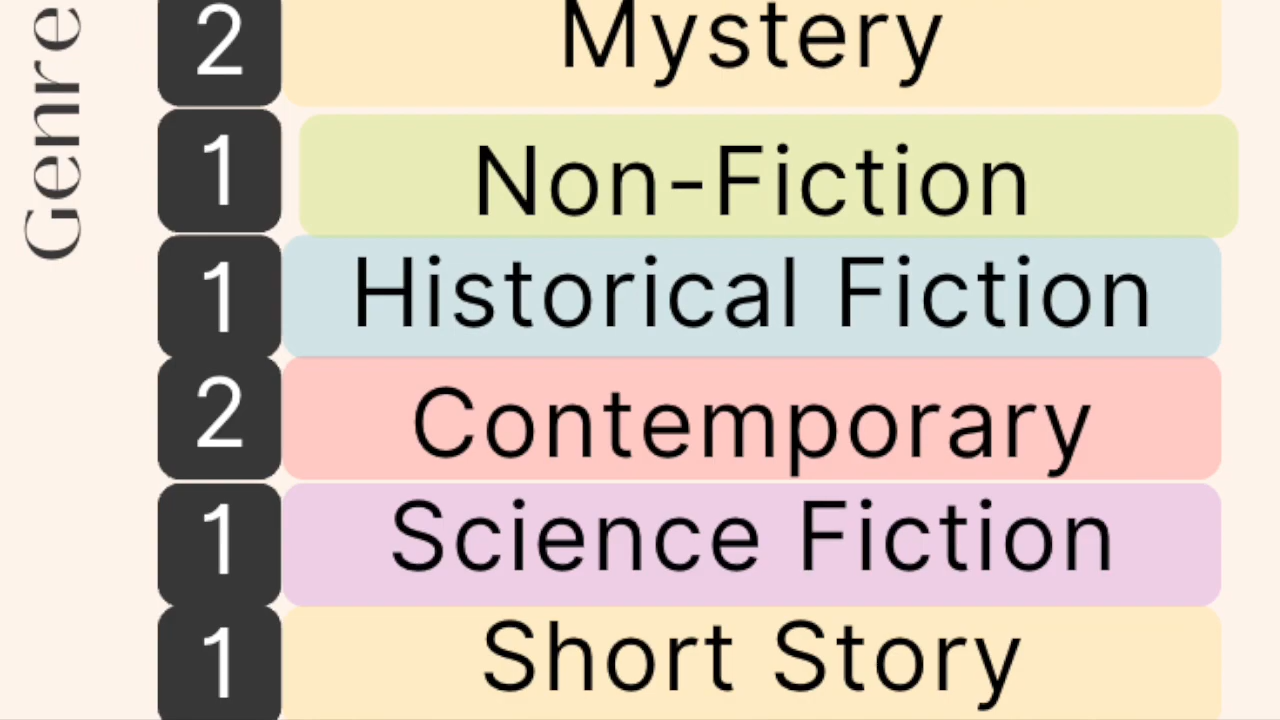 Genre
2 Mystery
1 Non-Fiction
1 Historical Fiction
2 Contemporary
1 Science Fiction
1 Short Story